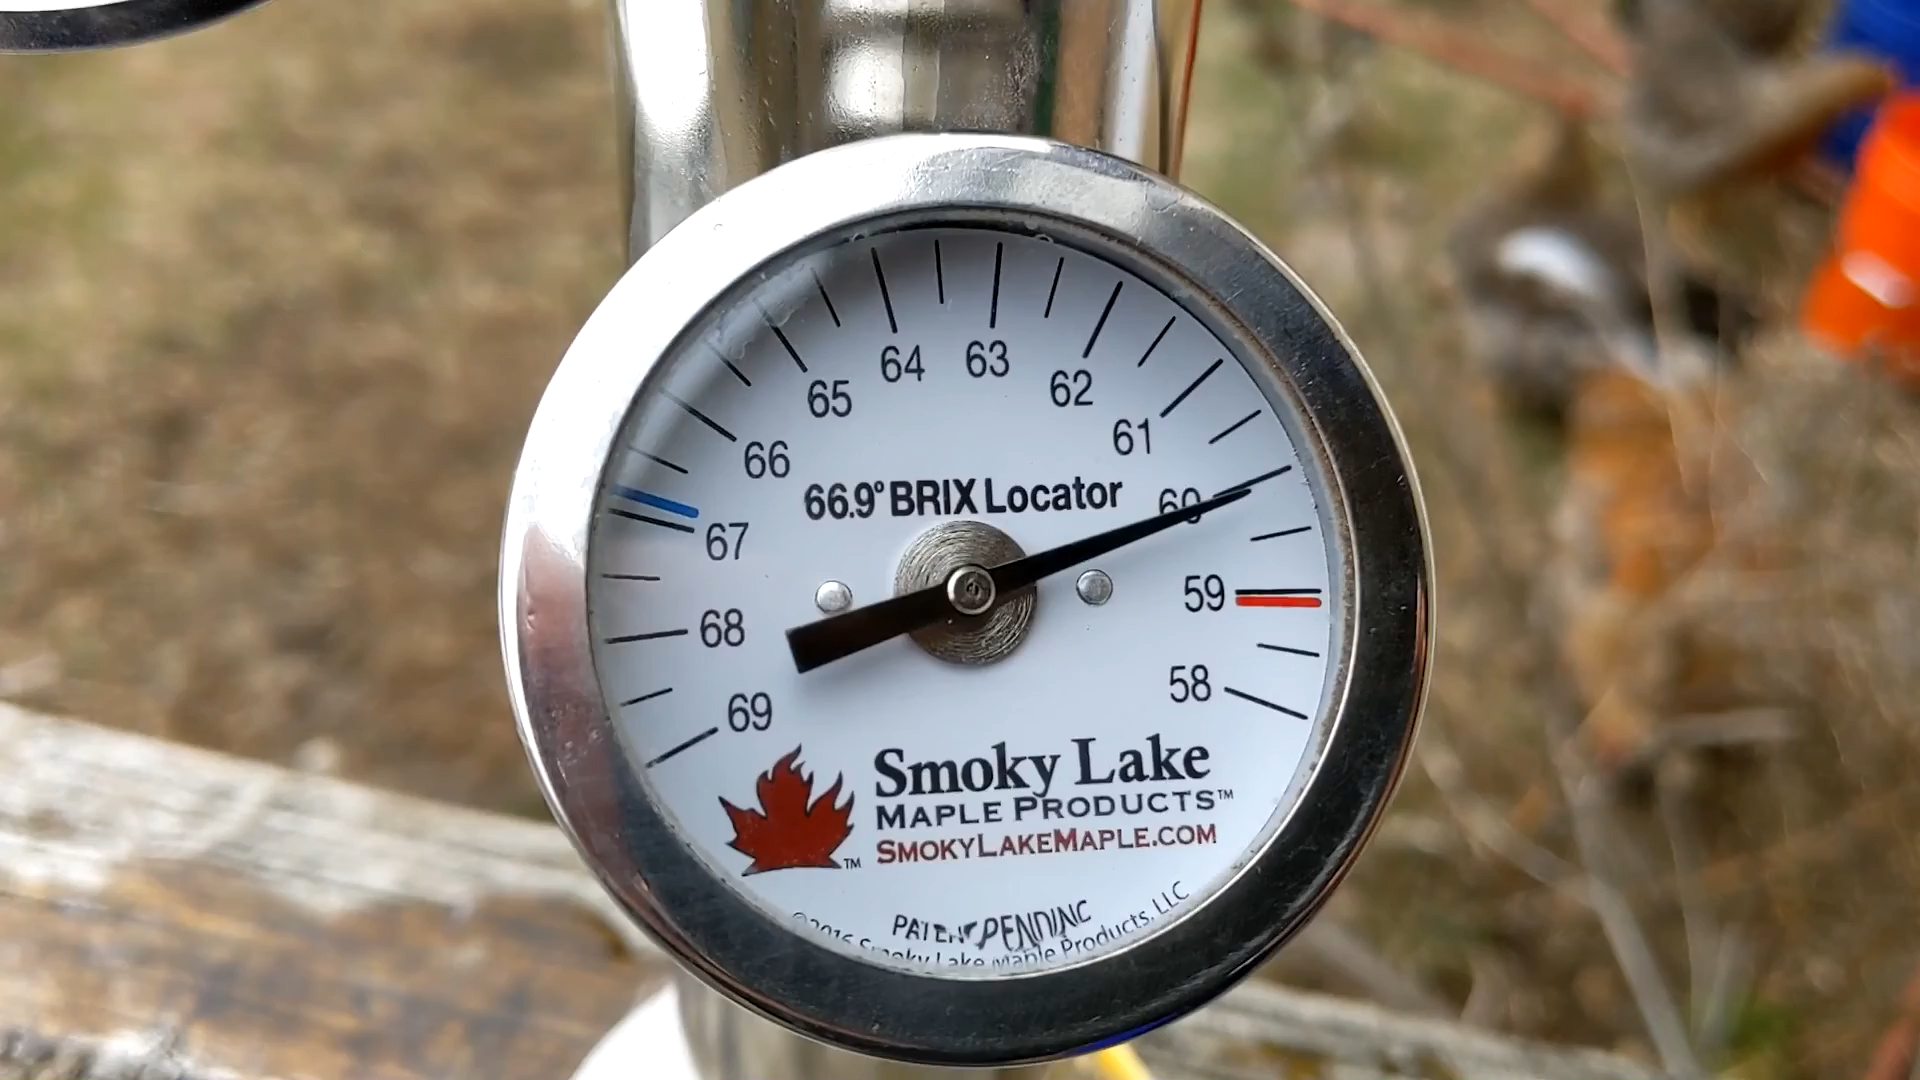 64 63
65 62
66 61
66.9° BRIX Locator
60
67
59
68
58
69
Smoky Lake
MAPLE PRODUCTS™
™ SMOKYLAKEMAPLE.COM
PATENT PENDING
©2016 Smoky Lake Maple Products, LLC